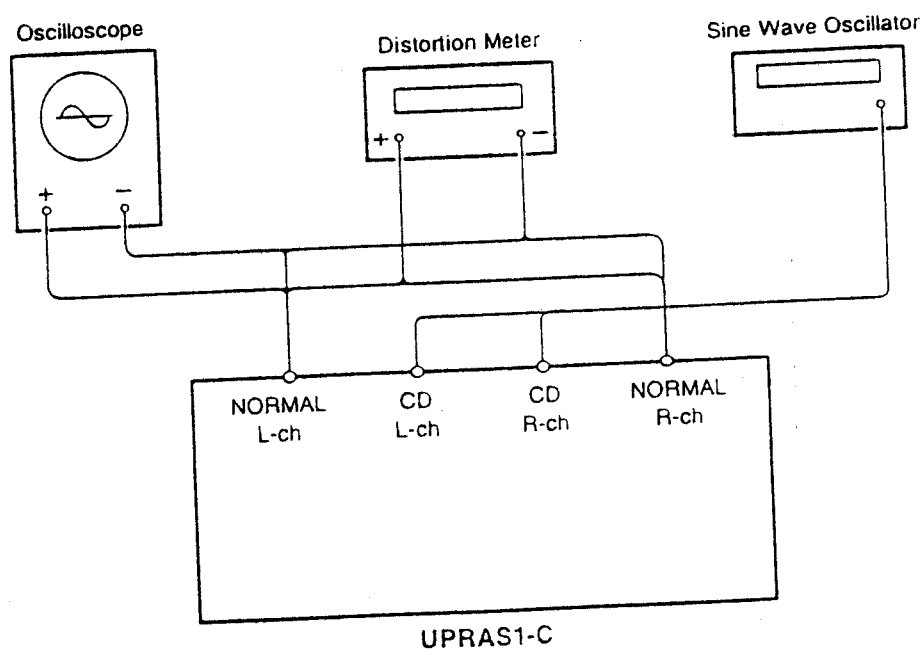 Oscilloscope
Distortion Meter
Sine Wave Oscillator
+ −
+ −
NORMAL
L-ch
CD
L-ch
CD
R-ch
NORMAL
R-ch
UPRAS1-C